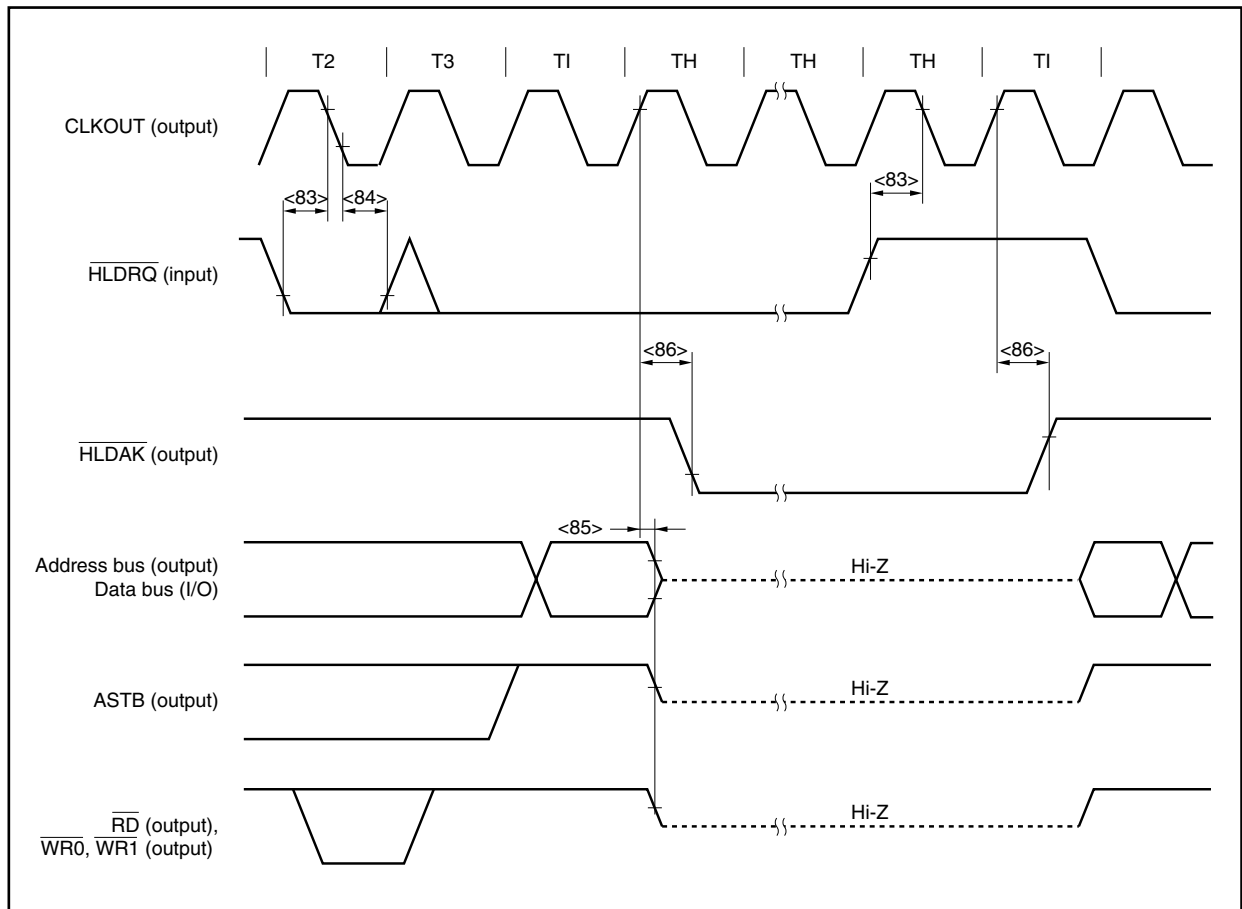 T2 T3 TI TH TH TH TI
CLKOUT (output)
<83> <84> <83>
HLDRQ (input)
<86> <86>
HLDAK (output)
<85>
Address bus (output)
Data bus (I/O)
Hi-Z
ASTB (output)
Hi-Z
RD (output),
WR0, WR1 (output)
Hi-Z